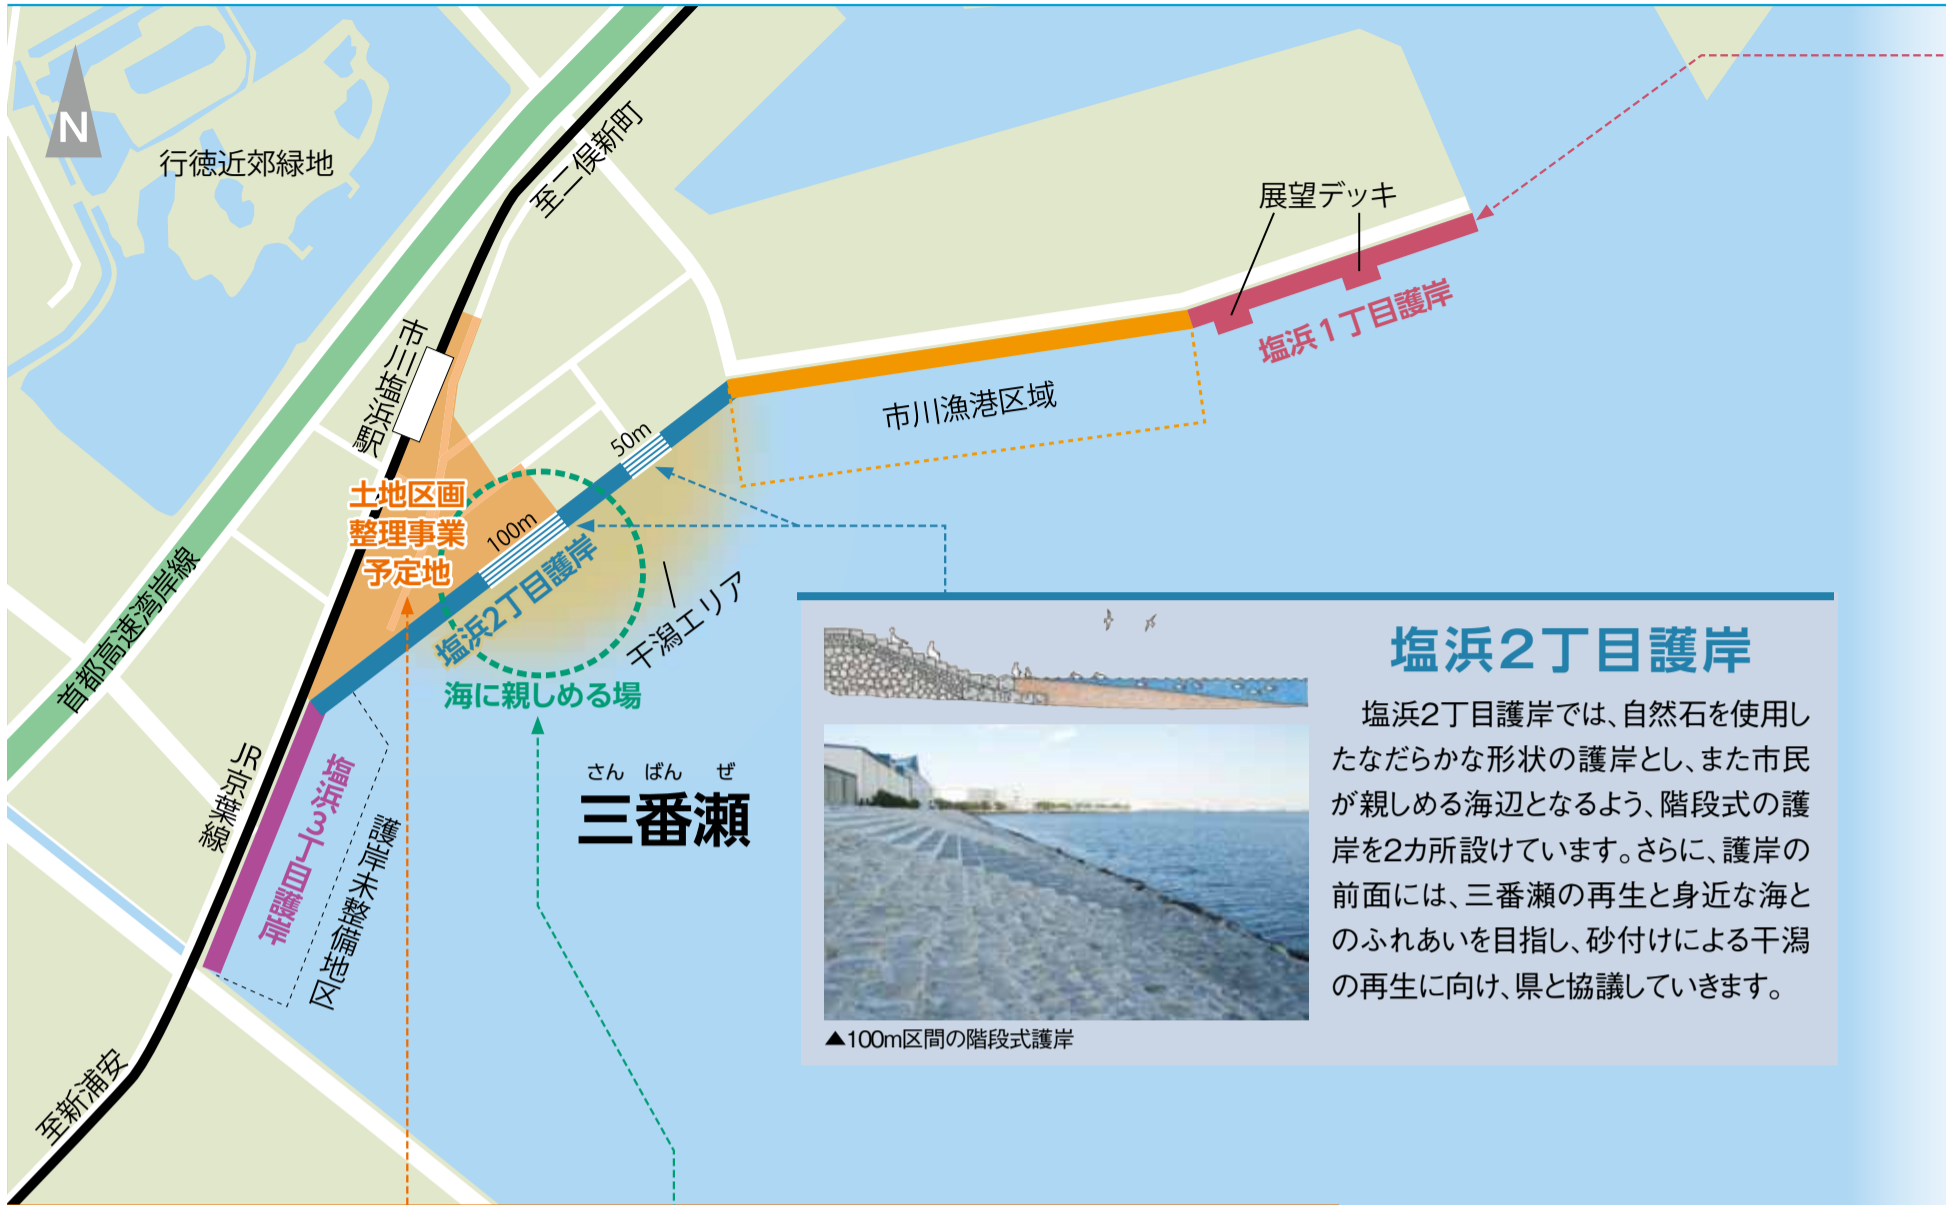 N
行徳近郊緑地
至二俣新町
展望デッキ
塩浜1丁目護岸
市川塩浜駅
市川漁港区域
50m
100m
土地区画
整理事業
予定地
塩浜2丁目護岸
干潟エリア
海に親しめる場
首都高速湾岸線
JR京葉線
塩浜3丁目護岸
護岸未整備地区
さん ばん ぜ
三番瀬
至新浦安
塩浜2丁目護岸
塩浜2丁目護岸では、自然石を使用し
たなだらかな形状の護岸とし、また市民
が親しめる海辺となるよう、階段式の護
岸を2カ所設けています。さらに、護岸の
前面には、三番瀬の再生と身近な海と
のふれあいを目指し、砂付けによる干潟
の再生に向け、県と協議していきます。
▲100m区間の階段式護岸